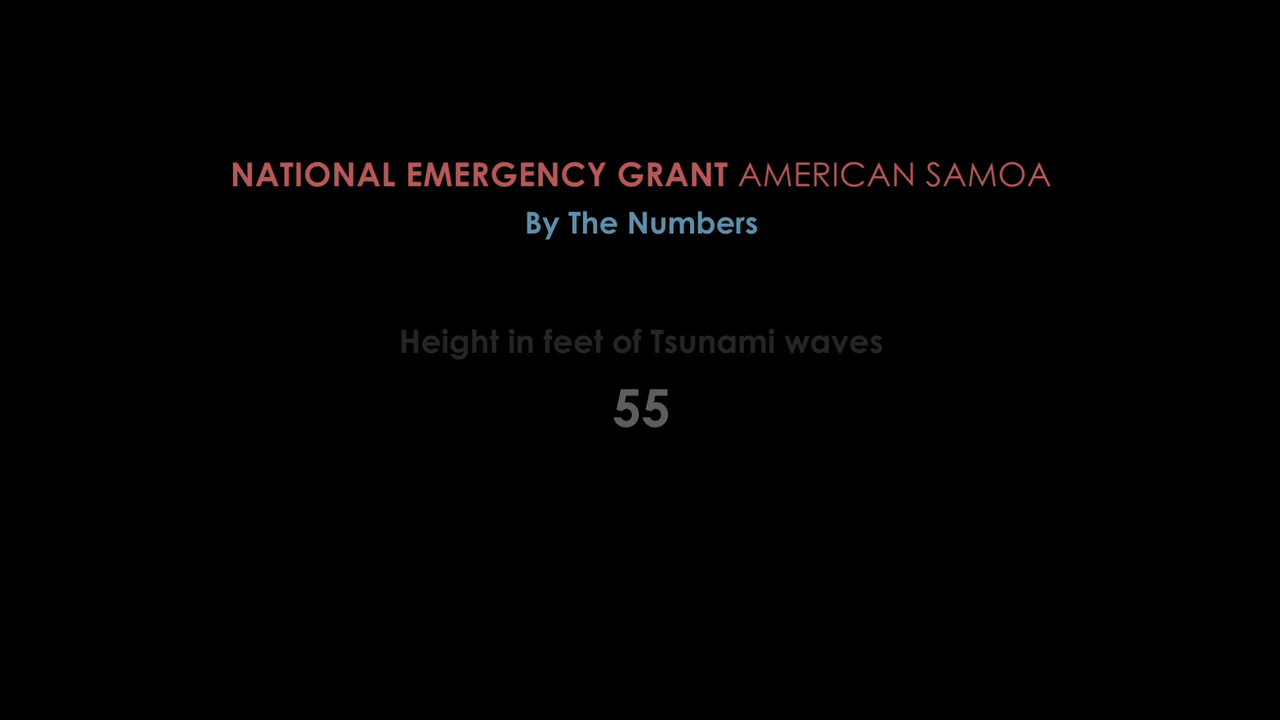 NATIONAL EMERGENCY GRANT AMERICAN SAMOA
By The Numbers
Height in feet of Tsunami waves
55